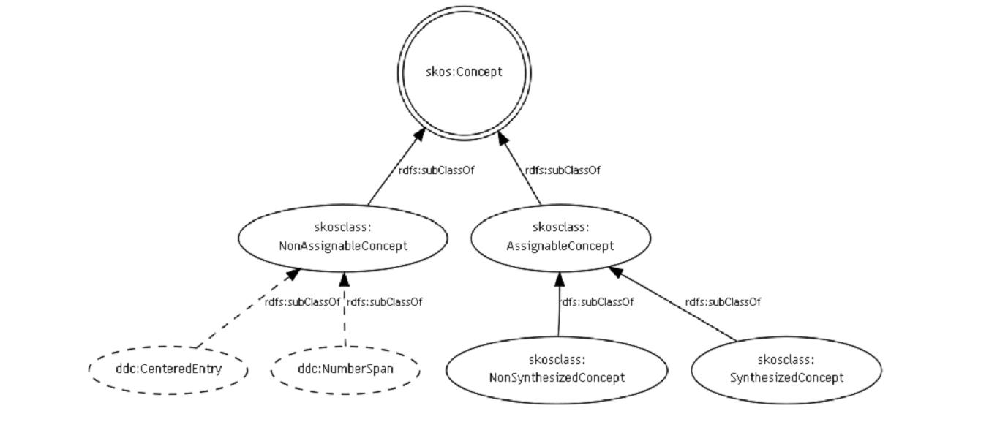 skos:Concept
rdfs:subClassOf
rdfs:subClassOf
skosclass:
NonAssignableConcept
skosclass:
AssignableConcept
rdfs:subClassOf
rdfs:subClassOf
rdfs:subClassOf
rdfs:subClassOf
ddc:CenteredEntry
ddc:NumberSpan
skosclass:
NonSynthesizedConcept
skosclass:
SynthesizedConcept